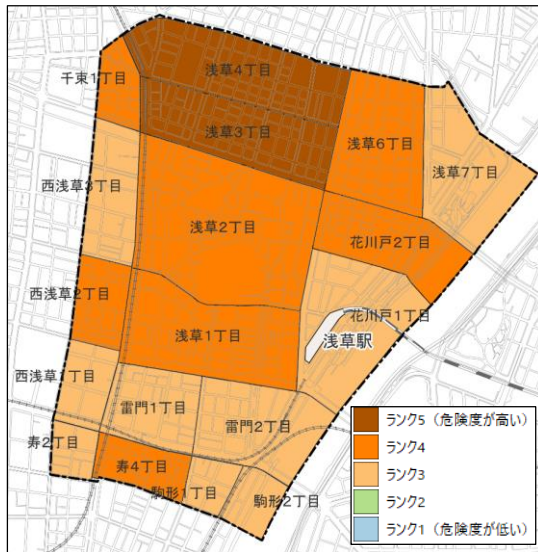 浅草4丁目
千束1丁目
浅草3丁目
浅草6丁目
浅草7丁目
西浅草3丁目
浅草2丁目
花川戸2丁目
西浅草2丁目
花川戸1丁目
浅草1丁目
浅草駅
西浅草1丁目
雷門1丁目
雷門2丁目
寿2丁目
寿4丁目
駒形1丁目
駒形2丁目
ランク5（危険度が高い）
ランク4
ランク3
ランク2
ランク1（危険度が低い）